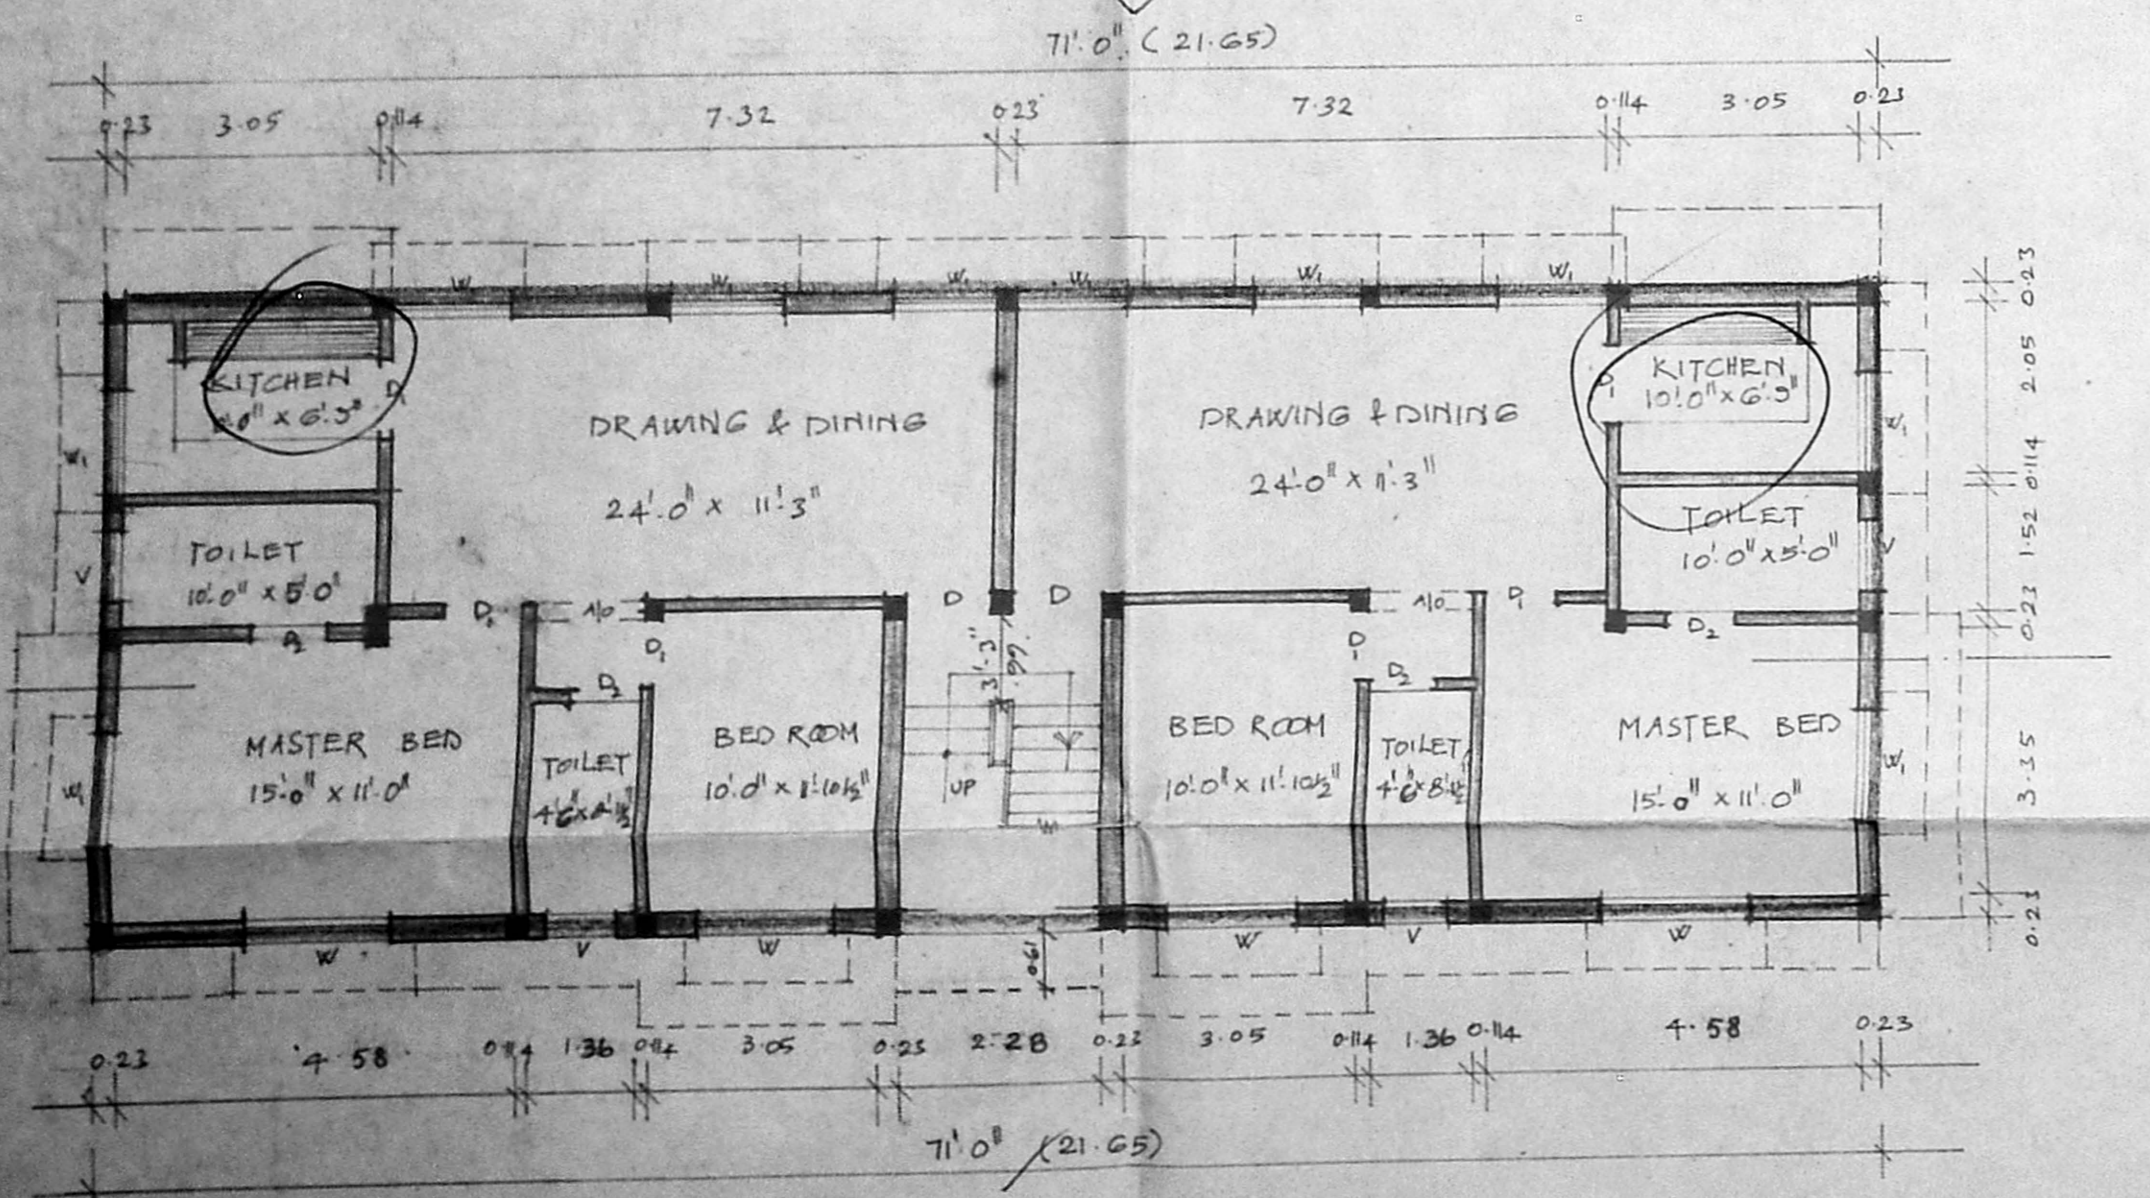 71'.0". (21.65)
0.23 3.05 0.114 7.32 0.23 7.32 0.114 3.05 0.23
W W1 W1 W1 W1 W1
0.23
2.05
0.114
1.52
0.23
3.35
0.23
KITCHEN
x 6'.9"
D1
DRAWING & DINING
24'.0" x 11'.3"
DRAWING & DINING
24'.0" x 11'.3"
KITCHEN
10'.0" x 6'.9"
D1
W1
W1
TOILET
10'.0" x 5'.0"
V
TOILET
10'.0" x 5'.0"
V
D2 D1 A/O D D A/O D1 D2
D1 D1
D2 D2
3'-3"
.99
MASTER BED
15'.0" x 11'.0"
W1
TOILET
BED ROOM
10'.0" x 11'.10½"
UP
W
BED ROOM
10'.0" x 11'.10½"
TOILET
MASTER BED
15'.0" x 11'.0"
W1
W V W W V W
0.61
0.23 4.58 0.114 1.36 0.114 3.05 0.23 2.28 0.23 3.05 0.114 1.36 0.114 4.58 0.23
71'.0" (21.65)